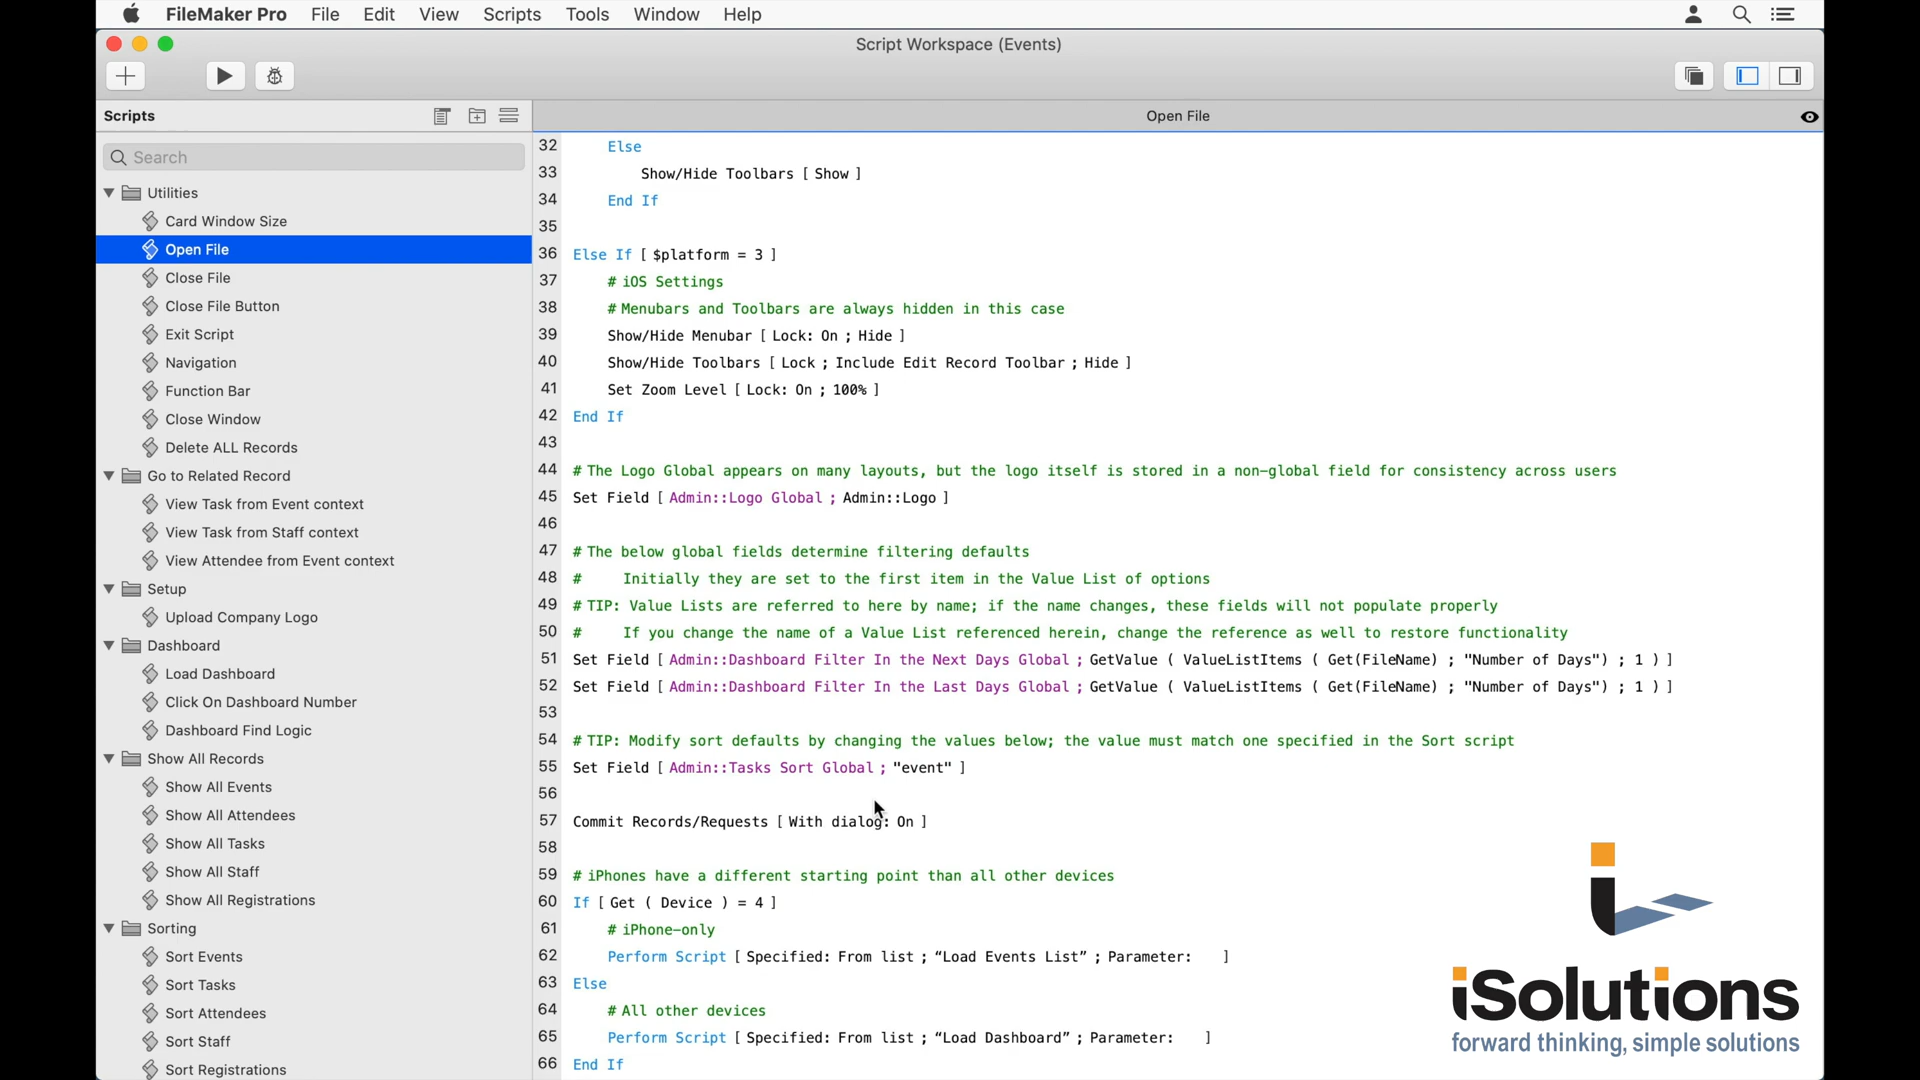 FileMaker Pro File Edit View Scripts Tools Window Help
Script Workspace (Events)
Scripts
Open File
Search
Utilities
Card Window Size
Open File
Close File
Close File Button
Exit Script
Navigation
Function Bar
Close Window
Delete ALL Records
Go to Related Record
View Task from Event context
View Task from Staff context
View Attendee from Event context
Setup
Upload Company Logo
Dashboard
Load Dashboard
Click On Dashboard Number
Dashboard Find Logic
Show All Records
Show All Events
Show All Attendees
Show All Tasks
Show All Staff
Show All Registrations
Sorting
Sort Events
Sort Tasks
Sort Attendees
Sort Staff
Sort Registrations
32 Else
33 Show/Hide Toolbars [ Show ]
34 End If
35
36 Else If [ $platform = 3 ]
37 # iOS Settings
38 # Menubars and Toolbars are always hidden in this case
39 Show/Hide Menubar [ Lock: On ; Hide ]
40 Show/Hide Toolbars [ Lock ; Include Edit Record Toolbar ; Hide ]
41 Set Zoom Level [ Lock: On ; 100% ]
42 End If
43
44 # The Logo Global appears on many layouts, but the logo itself is stored in a non-global field for consistency across users
45 Set Field [ Admin::Logo Global ; Admin::Logo ]
46
47 # The below global fields determine filtering defaults
48 # Initially they are set to the first item in the Value List of options
49 # TIP: Value Lists are referred to here by name; if the name changes, these fields will not populate properly
50 # If you change the name of a Value List referenced herein, change the reference as well to restore functionality
51 Set Field [ Admin::Dashboard Filter In the Next Days Global ; GetValue ( ValueListItems ( Get(FileName) ; "Number of Days") ; 1 ) ]
52 Set Field [ Admin::Dashboard Filter In the Last Days Global ; GetValue ( ValueListItems ( Get(FileName) ; "Number of Days") ; 1 ) ]
53
54 # TIP: Modify sort defaults by changing the values below; the value must match one specified in the Sort script
55 Set Field [ Admin::Tasks Sort Global ; "event" ]
56
57 Commit Records/Requests [ With dialog: On ]
58
59 # iPhones have a different starting point than all other devices
60 If [ Get ( Device ) = 4 ]
61 # iPhone-only
62 Perform Script [ Specified: From list ; “Load Events List” ; Parameter: ]
63 Else
64 # All other devices
65 Perform Script [ Specified: From list ; “Load Dashboard” ; Parameter: ]
66 End If
iSolutions
forward thinking, simple solutions